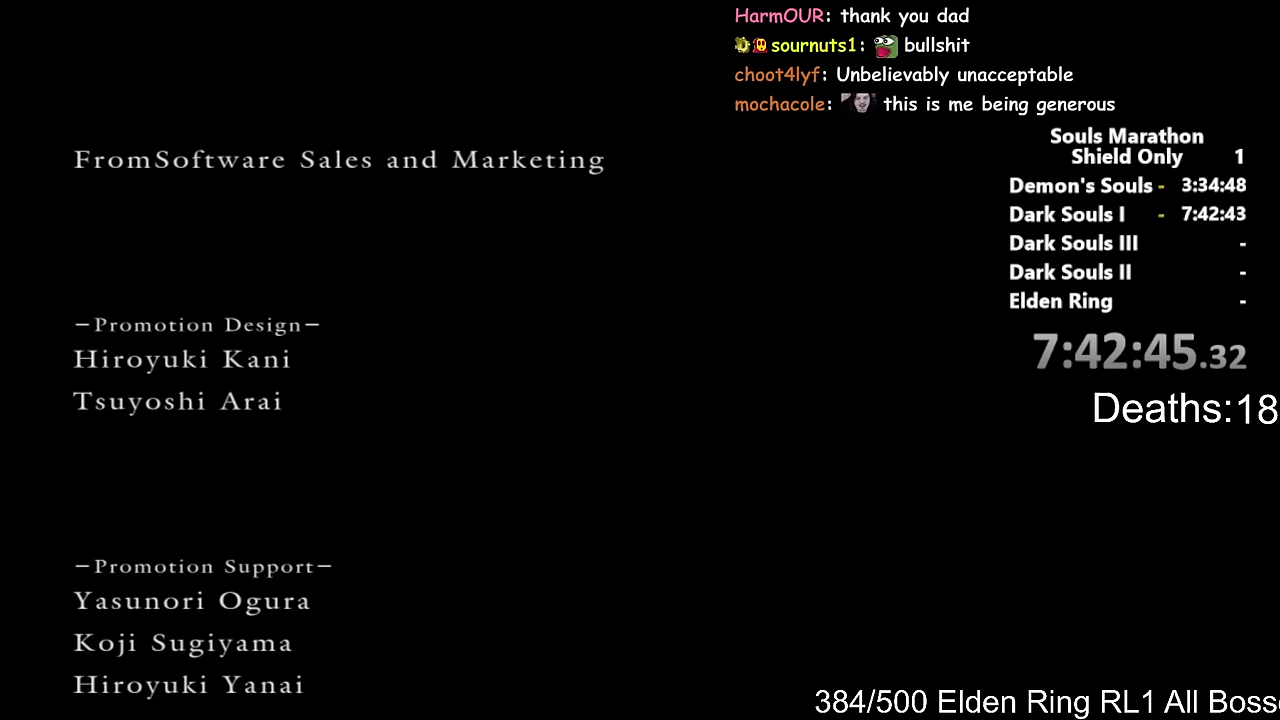 HarmOUR: thank you dad
sournuts1: bullshit
choot4lyf: Unbelievably unacceptable
mochacole: this is me being generous
Souls Marathon
Shield Only 1
Demon's Souls - 3:34:48
Dark Souls I - 7:42:43
Dark Souls III -
Dark Souls II -
Elden Ring -
7:42:45.32
Deaths:18
FromSoftware Sales and Marketing
-Promotion Design-
Hiroyuki Kani
Tsuyoshi Arai
-Promotion Support-
Yasunori Ogura
Koji Sugiyama
Hiroyuki Yanai
384/500 Elden Ring RL1 All Boss